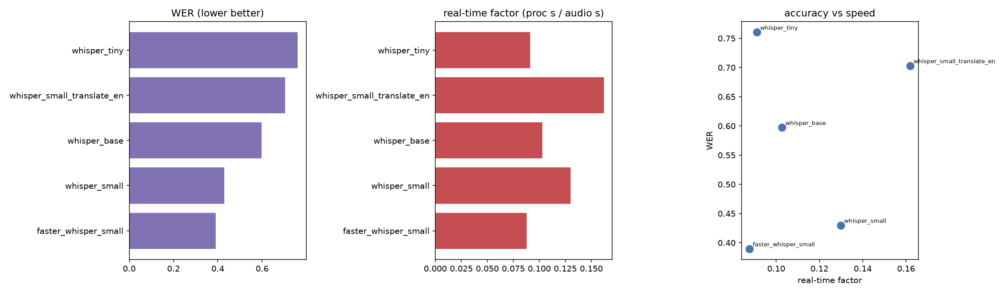 WER (lower better)
whisper_tiny
whisper_small_translate_en
whisper_base
whisper_small
faster_whisper_small
0.0 0.2 0.4 0.6
real-time factor (proc s / audio s)
whisper_tiny
whisper_small_translate_en
whisper_base
whisper_small
faster_whisper_small
0.000 0.025 0.050 0.075 0.100 0.125 0.150
accuracy vs speed
WER
0.75
0.70
0.65
0.60
0.55
0.50
0.45
0.40
whisper_tiny
whisper_small_translate_en
whisper_base
whisper_small
faster_whisper_small
0.10 0.12 0.14 0.16
real-time factor